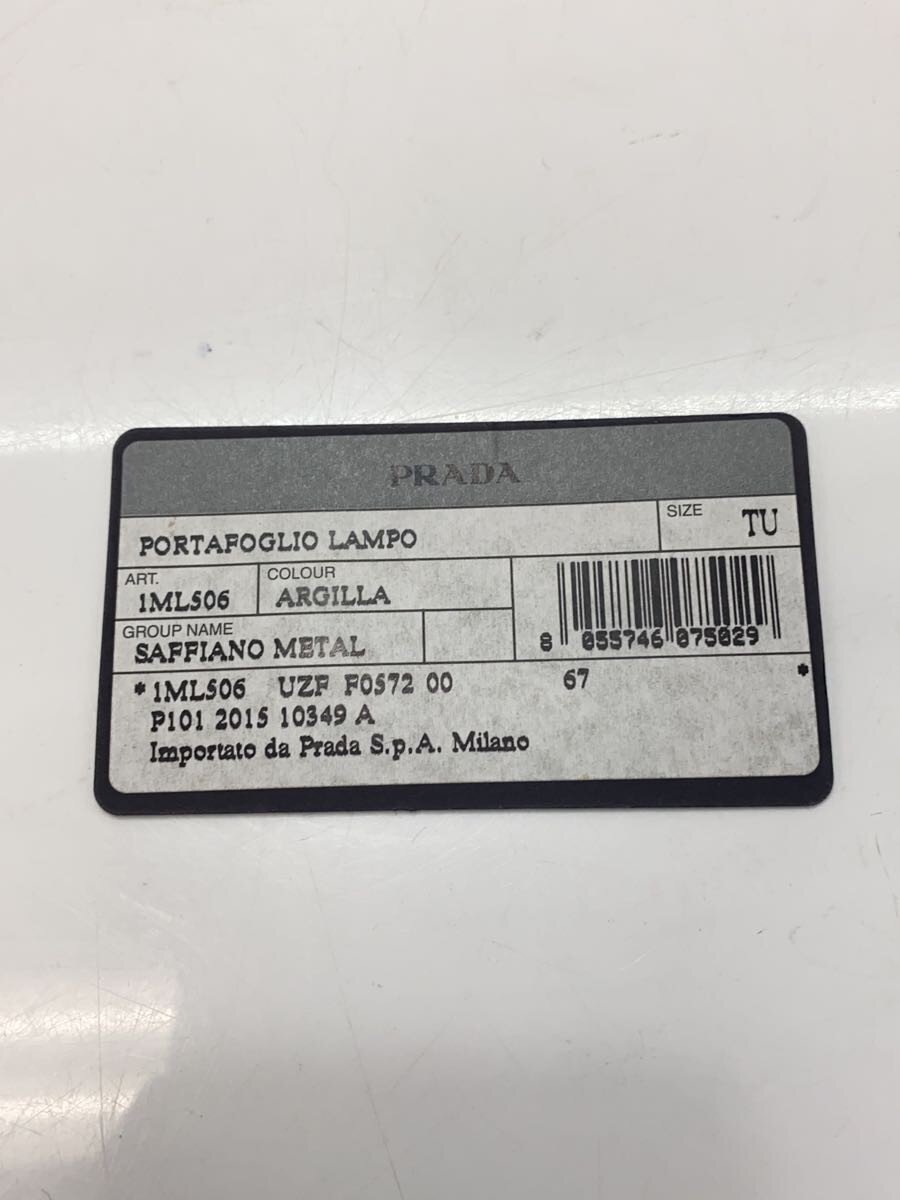 PRADA
PORTAFOGLIO LAMPO
SIZE
TU
ART.
1ML506
COLOUR
ARGILLA
GROUP NAME
SAFFIANO METAL
8 055746 075029
*1ML506 UZF F0572 00 67 *
P101 2015 10349 A
Importato da Prada S.p.A. Milano